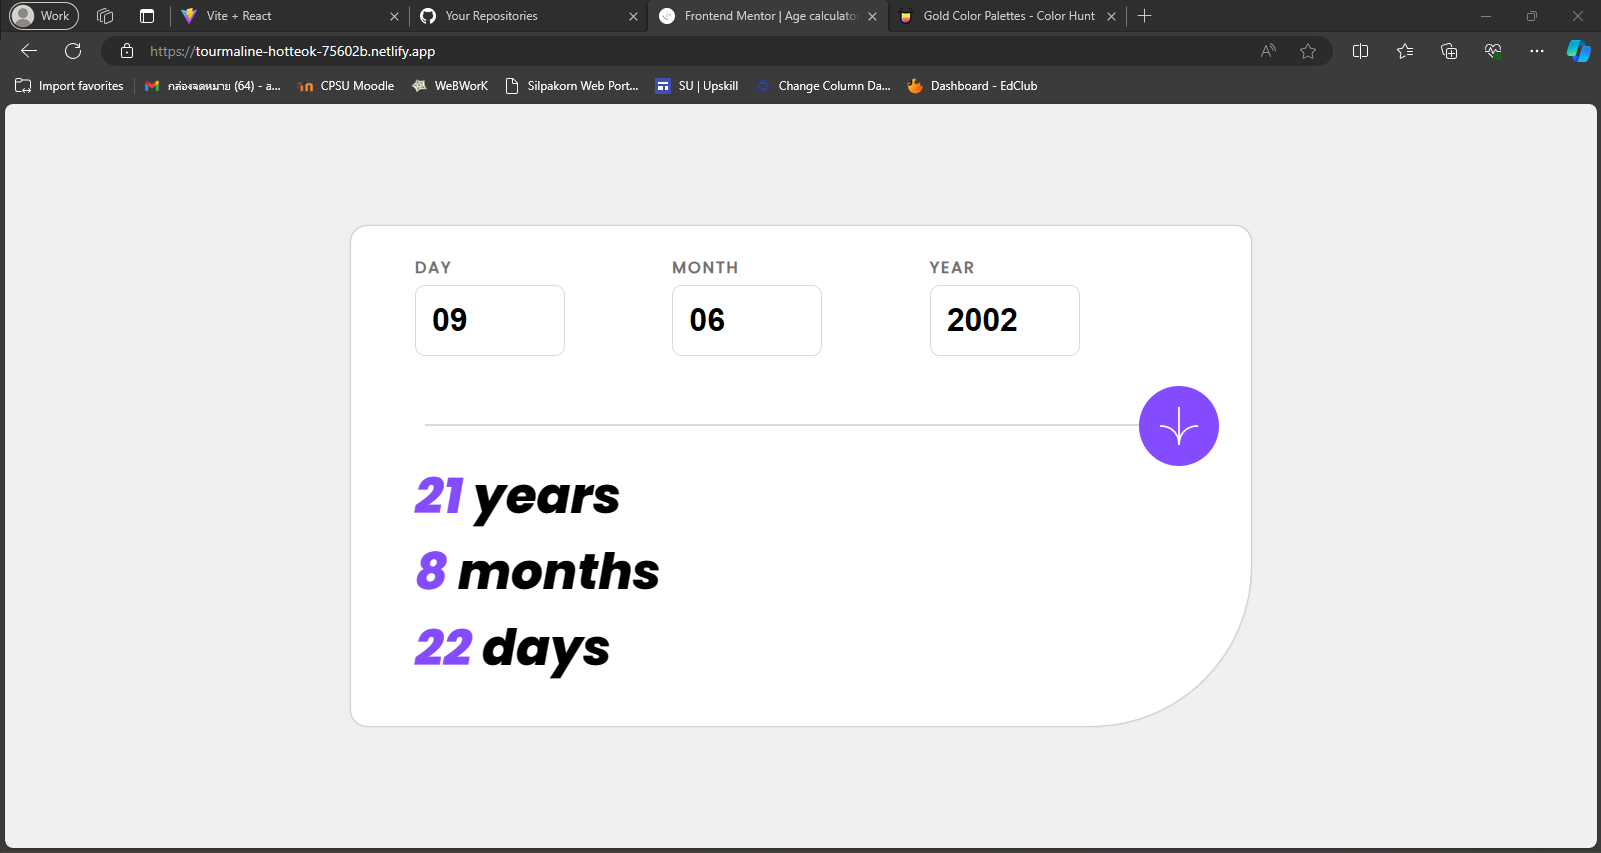 Work
Vite + React
Your Repositories
Frontend Mentor | Age calculato
Gold Color Palettes - Color Hunt
https://tourmaline-hotteok-75602b.netlify.app
Import favorites
กล่องจดหมาย (64) - a...
CPSU Moodle
WeBWorK
Silpakorn Web Port...
SU | Upskill
Change Column Da...
Dashboard - EdClub
DAY MONTH YEAR
09 06 2002
21 years
8 months
22 days